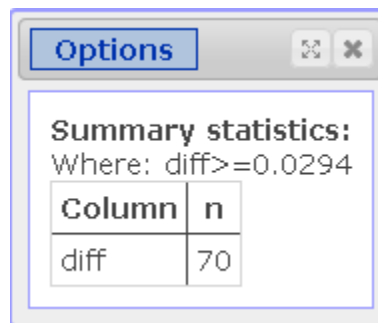 Options
Summary statistics:
Where: diff>=0.0294
Column n
diff 70